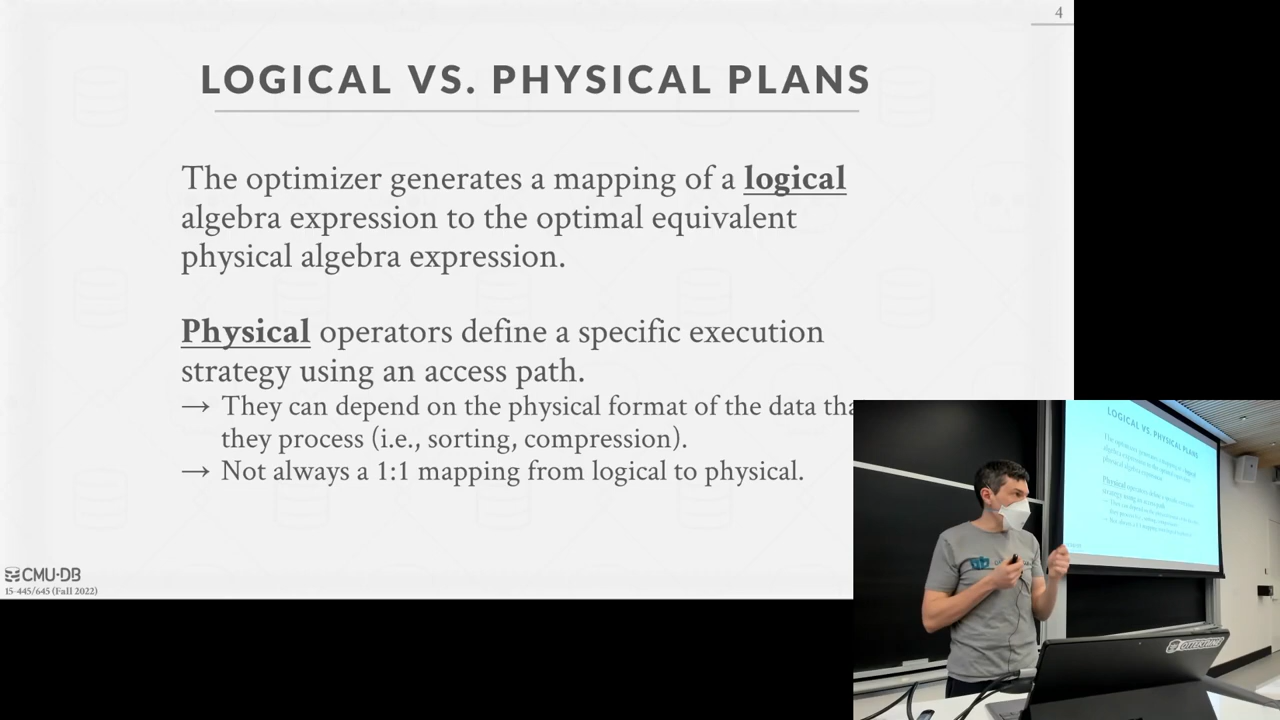 4
LOGICAL VS. PHYSICAL PLANS
The optimizer generates a mapping of a logical
algebra expression to the optimal equivalent
physical algebra expression.
Physical operators define a specific execution
strategy using an access path.
→ They can depend on the physical format of the data tha
they process (i.e., sorting, compression).
→ Not always a 1:1 mapping from logical to physical.
CMU·DB
15-445/645 (Fall 2022)
LOGICAL VS. PHYSICAL PLANS